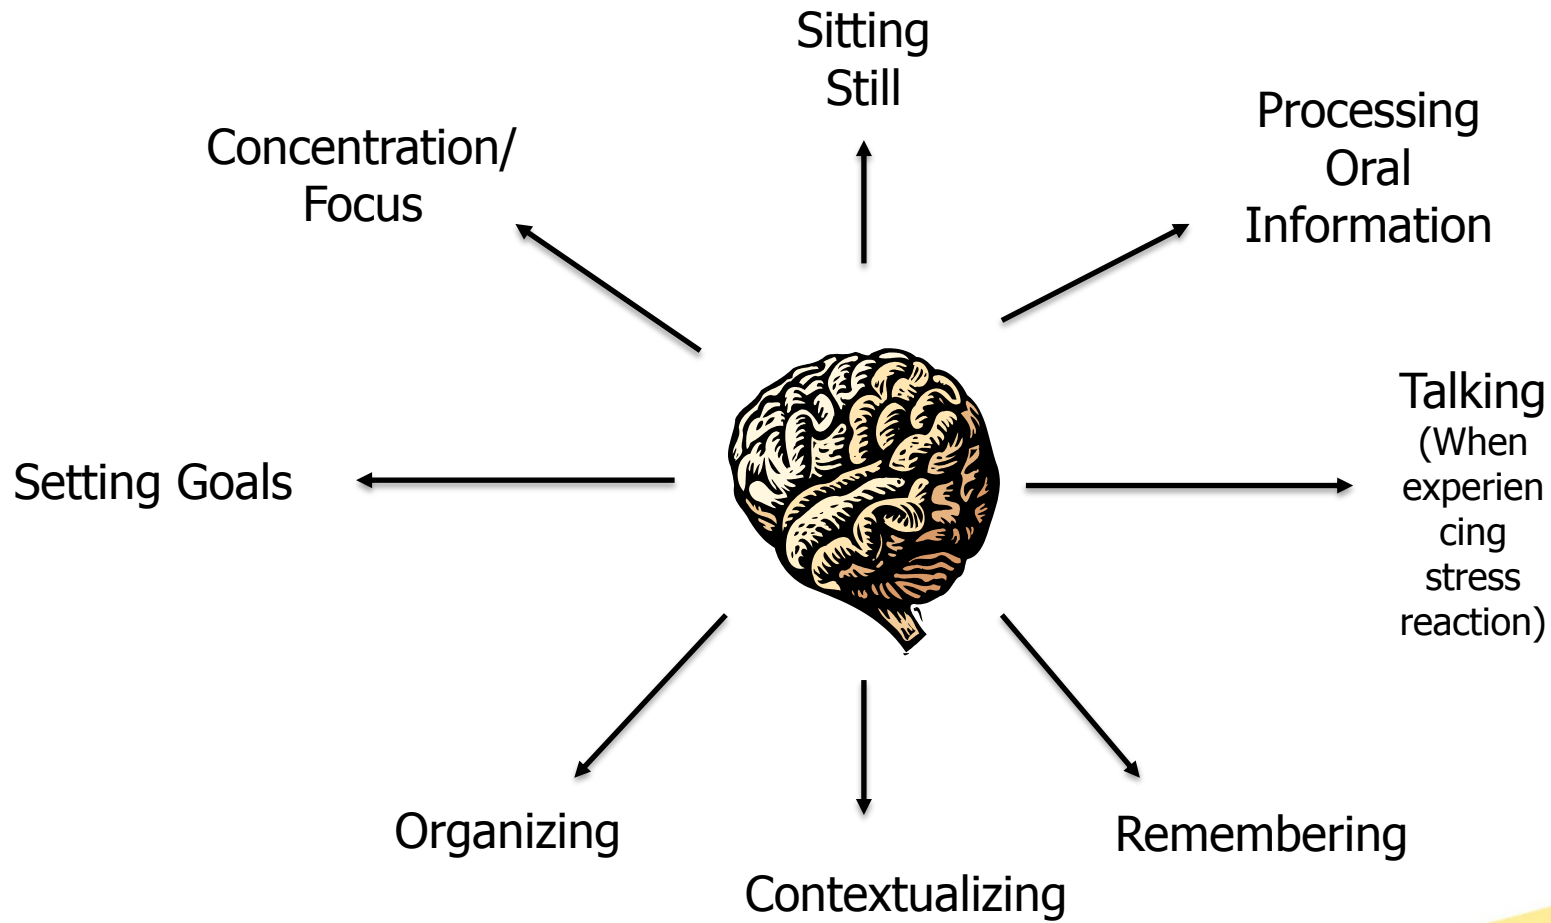 Sitting
Still
Processing
Oral
Information
Concentration/
Focus
Talking
(When
experien
cing
stress
reaction)
Setting Goals
Organizing
Remembering
Contextualizing